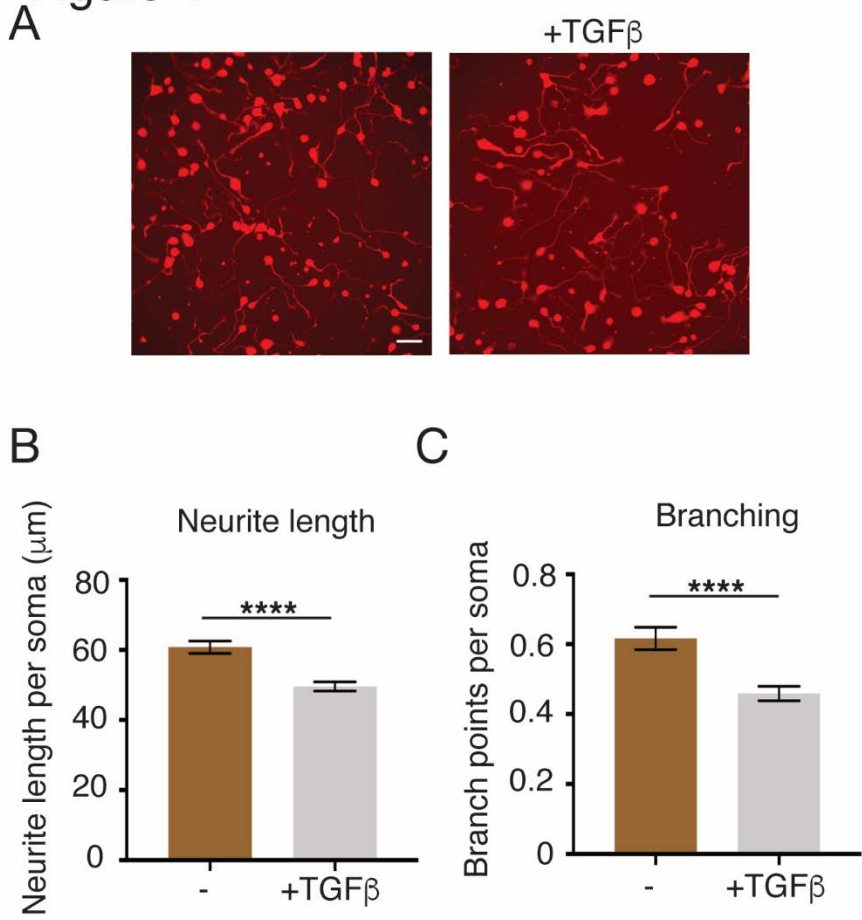 A
+TGFβ
B
Neurite length
Neurite length per soma (μm)
80
60
40
20
0
****
-
+TGFβ
C
Branching
Branch points per soma
0.8
0.6
0.4
0.2
0
****
-
+TGFβ